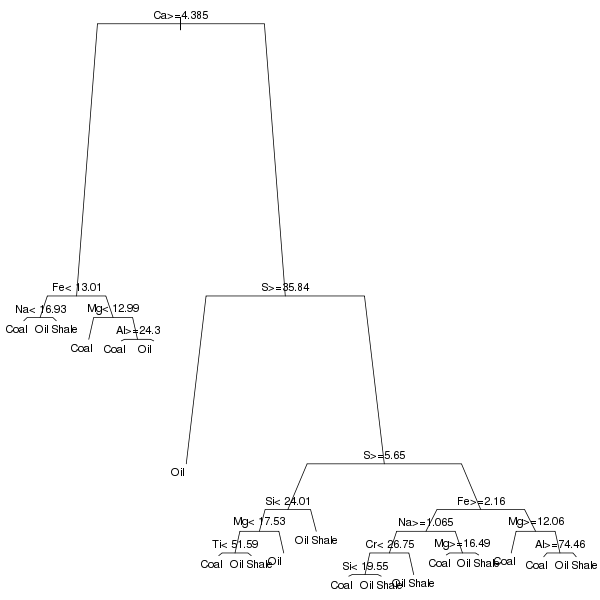 Ca>=4.385
Fe< 13.01
S>=35.84
Na< 16.93
Mg< 12.99
Coal
Oil Shale
Al>=24.3
Coal
Coal
Oil
S>=5.65
Oil
Si< 24.01
Fe>=2.16
Mg< 17.53
Na>=1.065
Mg>=12.06
Oil Shale
Ti< 51.59
Cr< 26.75
Mg>=16.49
Al>=74.46
Coal
Oil Shale
Oil
Si< 19.55
Coal
Oil Shale
Coal
Coal
Oil Shale
Coal
Oil Shale
Oil Shale